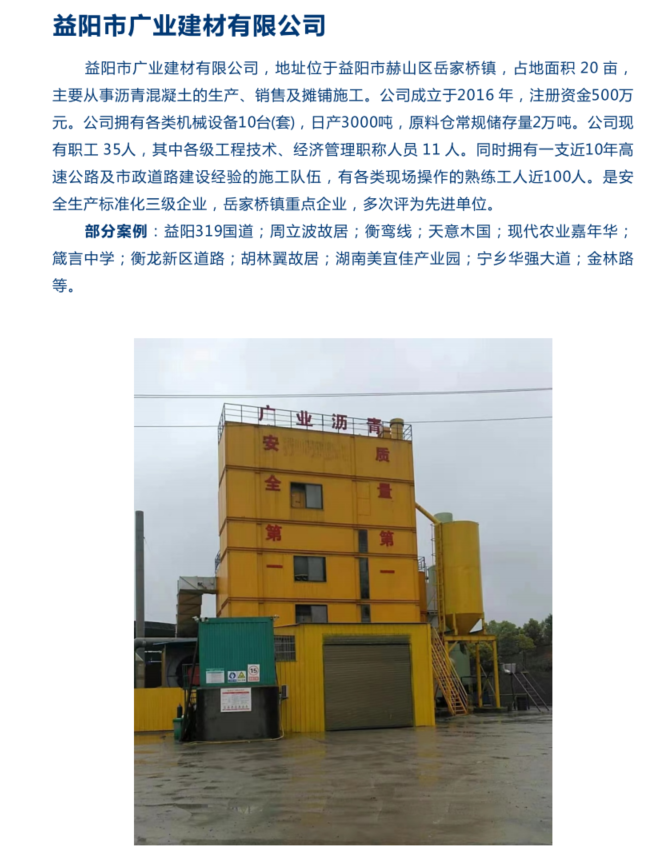 益阳市广业建材有限公司
益阳市广业建材有限公司，地址位于益阳市赫山区岳家桥镇，占地面积 20 亩，
主要从事沥青混凝土的生产、销售及摊铺施工。公司成立于2016 年，注册资金500万
元。公司拥有各类机械设备10台(套)，日产3000吨，原料仓常规储存量2万吨。公司现
有职工 35人，其中各级工程技术、经济管理职称人员 11 人。同时拥有一支近10年高
速公路及市政道路建设经验的施工队伍，有各类现场操作的熟练工人近100人。是安
全生产标准化三级企业，岳家桥镇重点企业，多次评为先进单位。
部分案例：益阳319国道；周立波故居；衡鸾线；天意木国；现代农业嘉年华；
箴言中学；衡龙新区道路；胡林翼故居；湖南美宜佳产业园；宁乡华强大道；金林路
等。
广业沥青
安全第一
质量第一